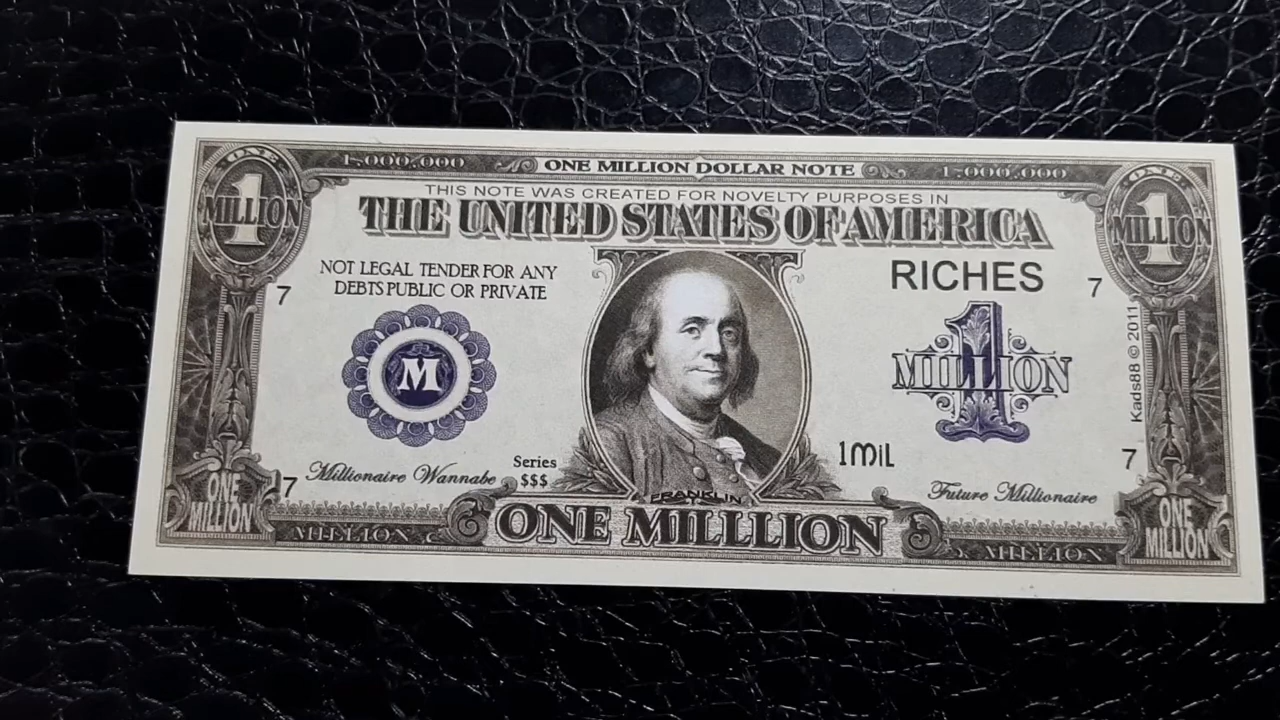 1,000,000 ONE MILLION DOLLAR NOTE 1,000,000
ONE
1
MILLION
ONE
1
MILLION
THIS NOTE WAS CREATED FOR NOVELTY PURPOSES IN
THE UNITED STATES OF AMERICA
NOT LEGAL TENDER FOR ANY
DEBTS PUBLIC OR PRIVATE
RICHES
7
7
M
1
MILLION
Kads88 © 2011
1MiL
7
7
Millionaire Wannabe
Series
$$$
Future Millionaire
FRANKLIN
ONE
MILLION
MILLION
ONE MILLLION
MILLION
ONE
MILLION